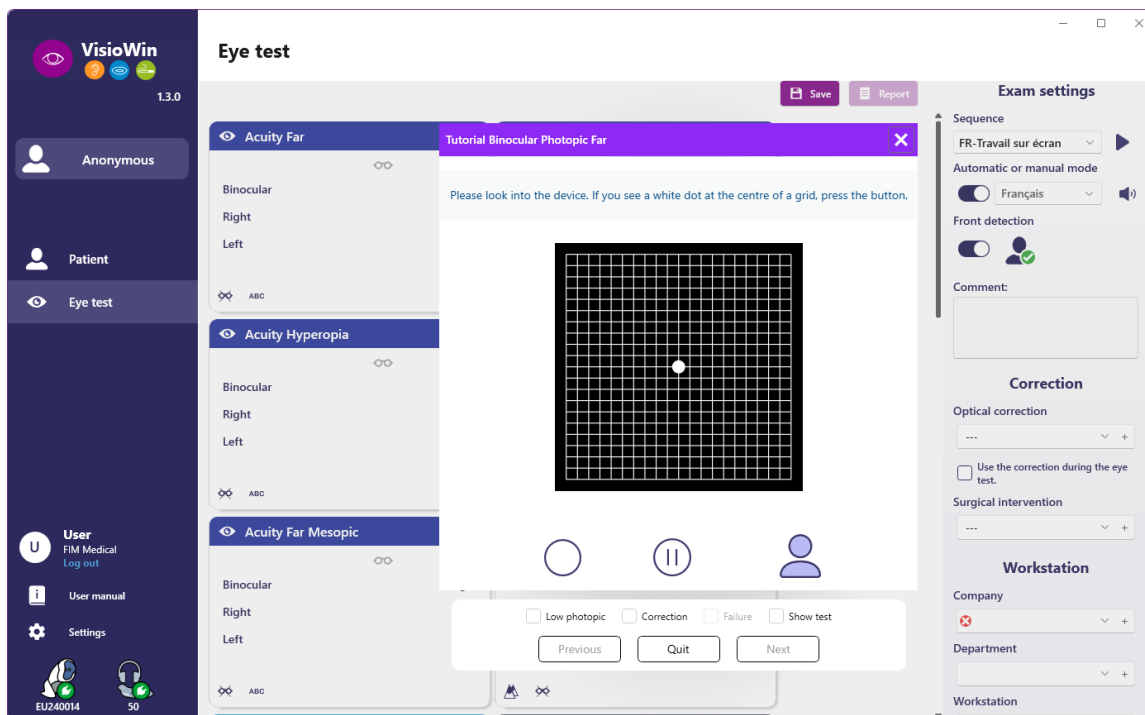 VisioWin
1.3.0
Anonymous
Patient
Eye test
User
U
FIM Medical
Log out
User manual
Settings
EU240014
50
Eye test
Save
Report
Acuity Far
Binocular
Right
Left
ABC
Acuity Hyperopia
Binocular
Right
Left
ABC
Acuity Far Mesopic
Binocular
Right
Left
ABC
Tutorial Binocular Photopic Far
Please look into the device. If you see a white dot at the centre of a grid, press the button.
Low photopic
Correction
Failure
Show test
Previous
Quit
Next
Exam settings
Sequence
FR-Travail sur écran
Automatic or manual mode
Français
Front detection
Comment:
Correction
Optical correction
---
Use the correction during the eye
test.
Surgical intervention
---
Workstation
Company
Department
Workstation